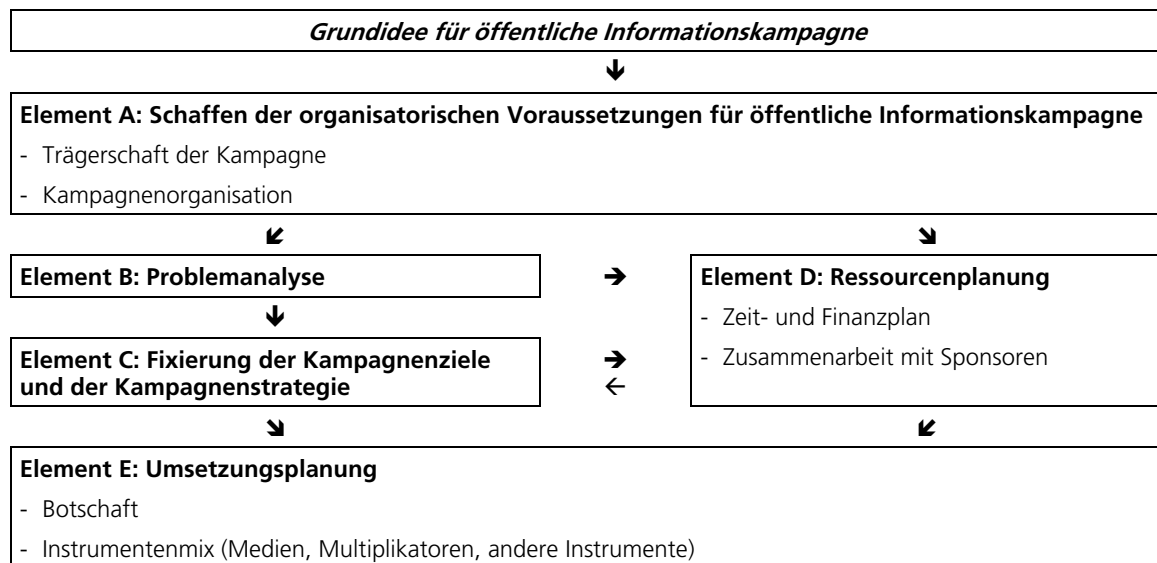 Grundidee für öffentliche Informationskampagne
Element A: Schaffen der organisatorischen Voraussetzungen für öffentliche Informationskampagne
- Trägerschaft der Kampagne
- Kampagnenorganisation
Element B: Problemanalyse
Element C: Fixierung der Kampagnenziele
und der Kampagnenstrategie
Element D: Ressourcenplanung
- Zeit- und Finanzplan
- Zusammenarbeit mit Sponsoren
Element E: Umsetzungsplanung
- Botschaft
- Instrumentenmix (Medien, Multiplikatoren, andere Instrumente)